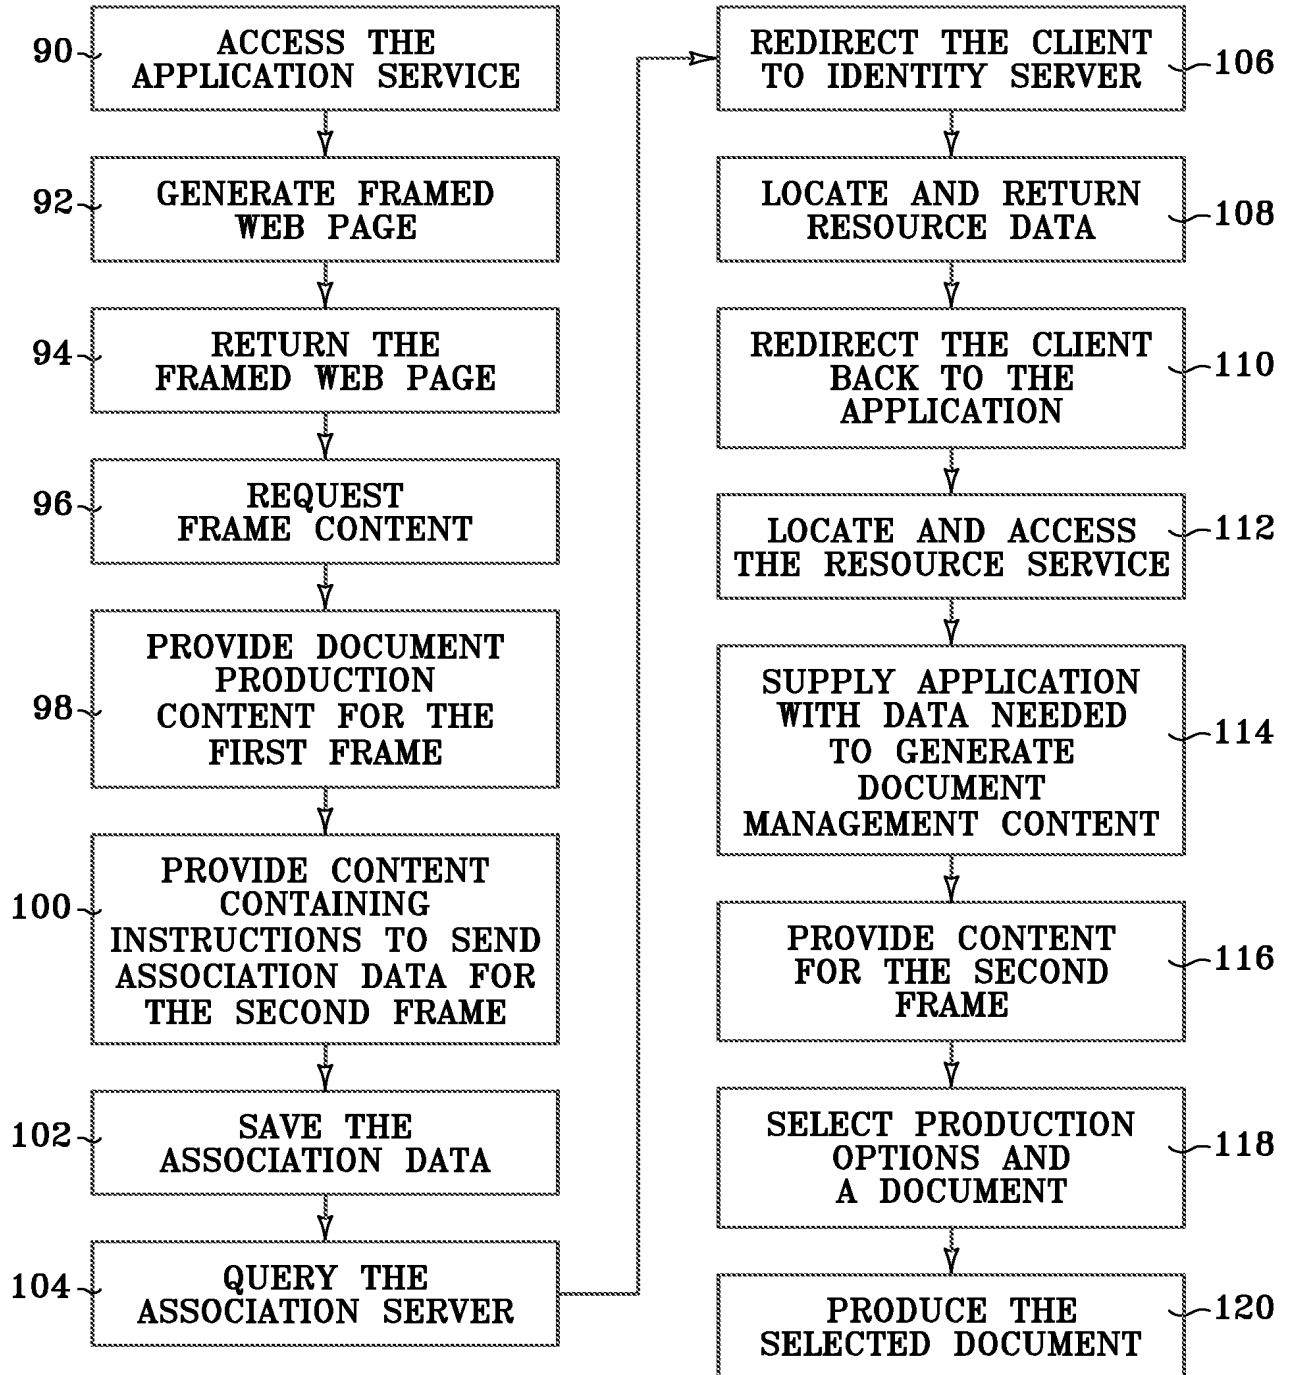 90
ACCESS THE
APPLICATION SERVICE
92
GENERATE FRAMED
WEB PAGE
94
RETURN THE
FRAMED WEB PAGE
96
REQUEST
FRAME CONTENT
98
PROVIDE DOCUMENT
PRODUCTION
CONTENT FOR THE
FIRST FRAME
100
PROVIDE CONTENT
CONTAINING
INSTRUCTIONS TO SEND
ASSOCIATION DATA FOR
THE SECOND FRAME
102
SAVE THE
ASSOCIATION DATA
104
QUERY THE
ASSOCIATION SERVER
REDIRECT THE CLIENT
TO IDENTITY SERVER
106
LOCATE AND RETURN
RESOURCE DATA
108
REDIRECT THE CLIENT
BACK TO THE
APPLICATION
110
LOCATE AND ACCESS
THE RESOURCE SERVICE
112
SUPPLY APPLICATION
WITH DATA NEEDED
TO GENERATE
DOCUMENT
MANAGEMENT CONTENT
114
PROVIDE CONTENT
FOR THE SECOND
FRAME
116
SELECT PRODUCTION
OPTIONS AND
A DOCUMENT
118
PRODUCE THE
SELECTED DOCUMENT
120